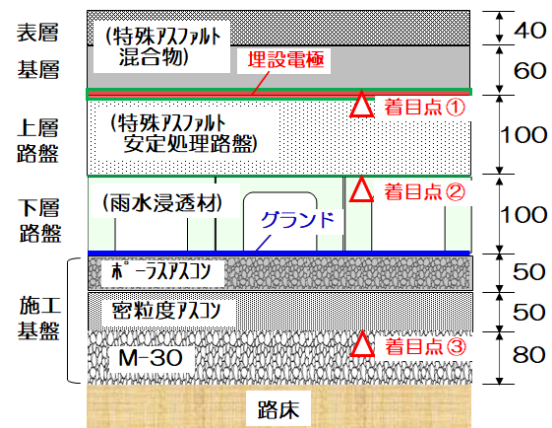 表層
(特殊アスファルト
混合物)
40
基層
埋設電極
60
着目点①
上層
路盤
(特殊アスファルト
安定処理路盤)
100
着目点②
下層
路盤
(雨水浸透材)
グランド
100
施工
基盤
ポーラスアスコン
50
密粒度アスコン
50
着目点③
M-30
80
路床